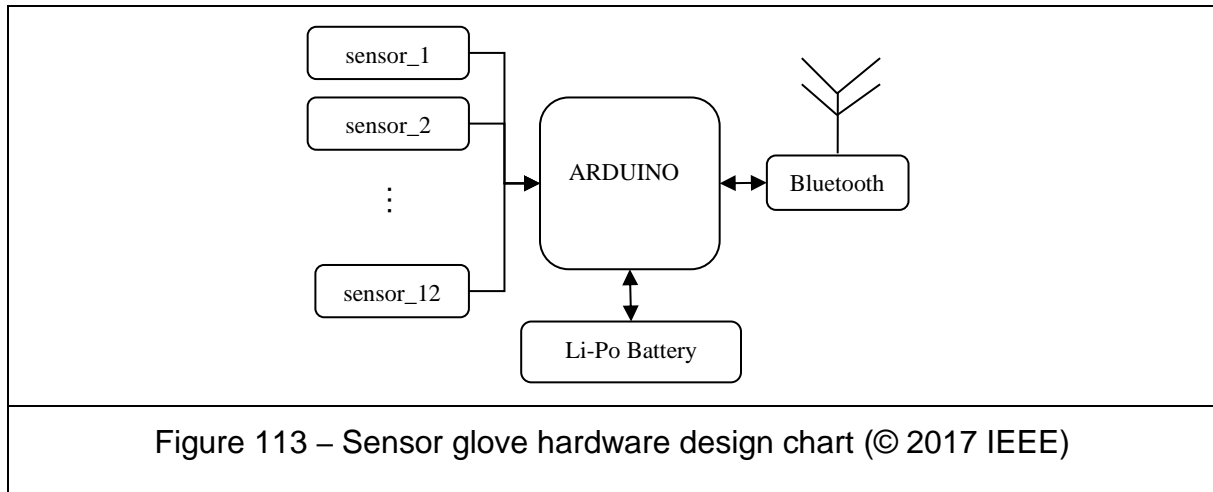 sensor_1
sensor_2
⋮
sensor_12
ARDUINO
Bluetooth
Li-Po Battery
Figure 113 – Sensor glove hardware design chart (© 2017 IEEE)